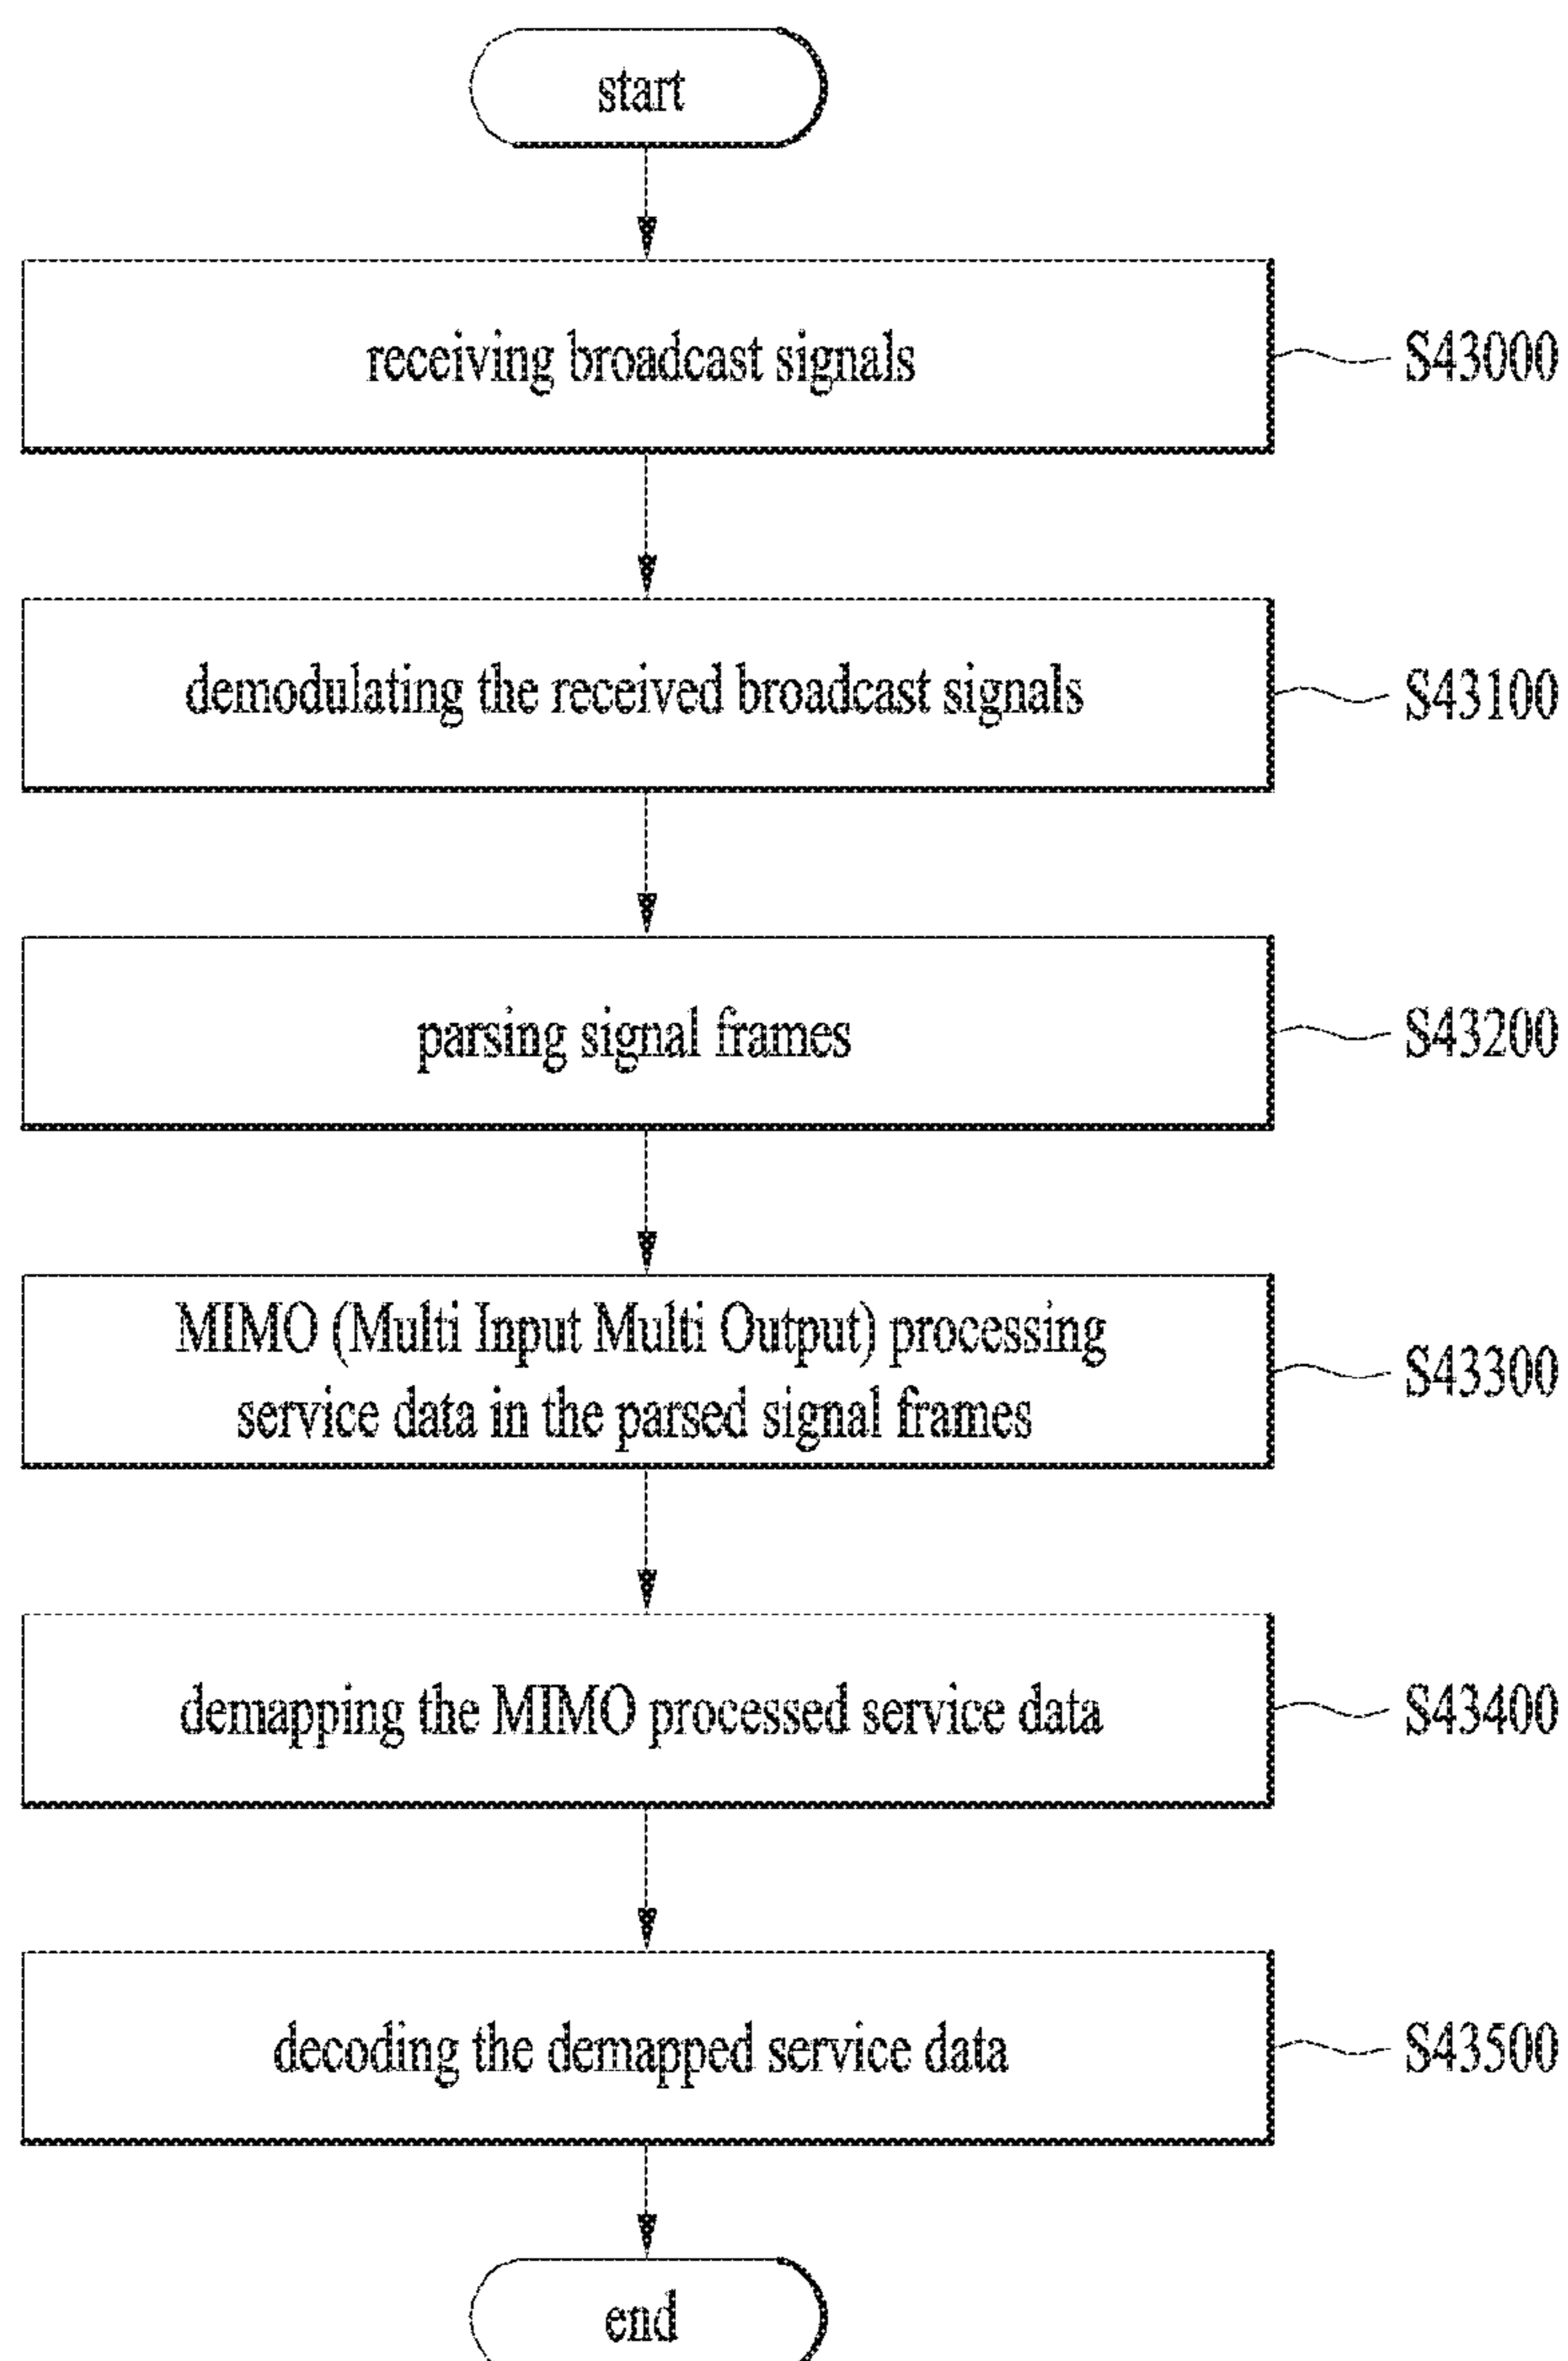 start
receiving broadcast signals
S43000
demodulating the received broadcast signals
S43100
parsing signal frames
S43200
MIMO (Multi Input Multi Output) processing
service data in the parsed signal frames
S43300
demapping the MIMO processed service data
S43400
decoding the demapped service data
S43500
end